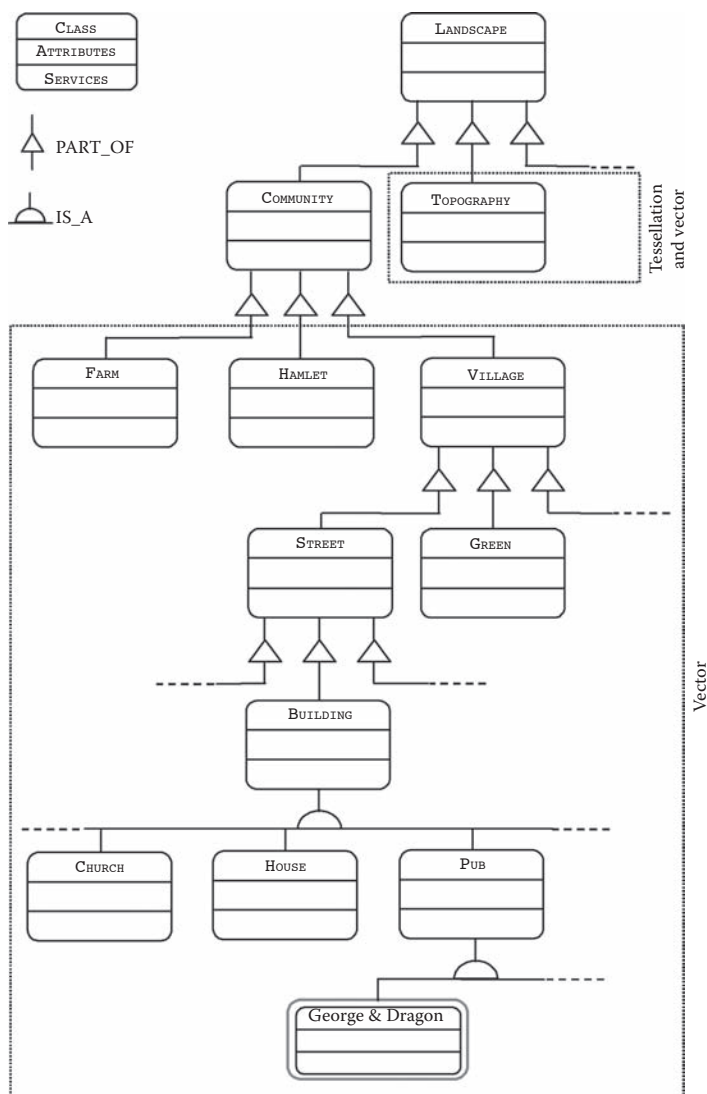 CLASS
ATTRIBUTES
SERVICES
PART_OF
IS_A
LANDSCAPE
COMMUNITY
TOPOGRAPHY
Tessellation
and vector
FARM
HAMLET
VILLAGE
STREET
GREEN
Vector
BUILDING
CHURCH
HOUSE
PUB
George & Dragon